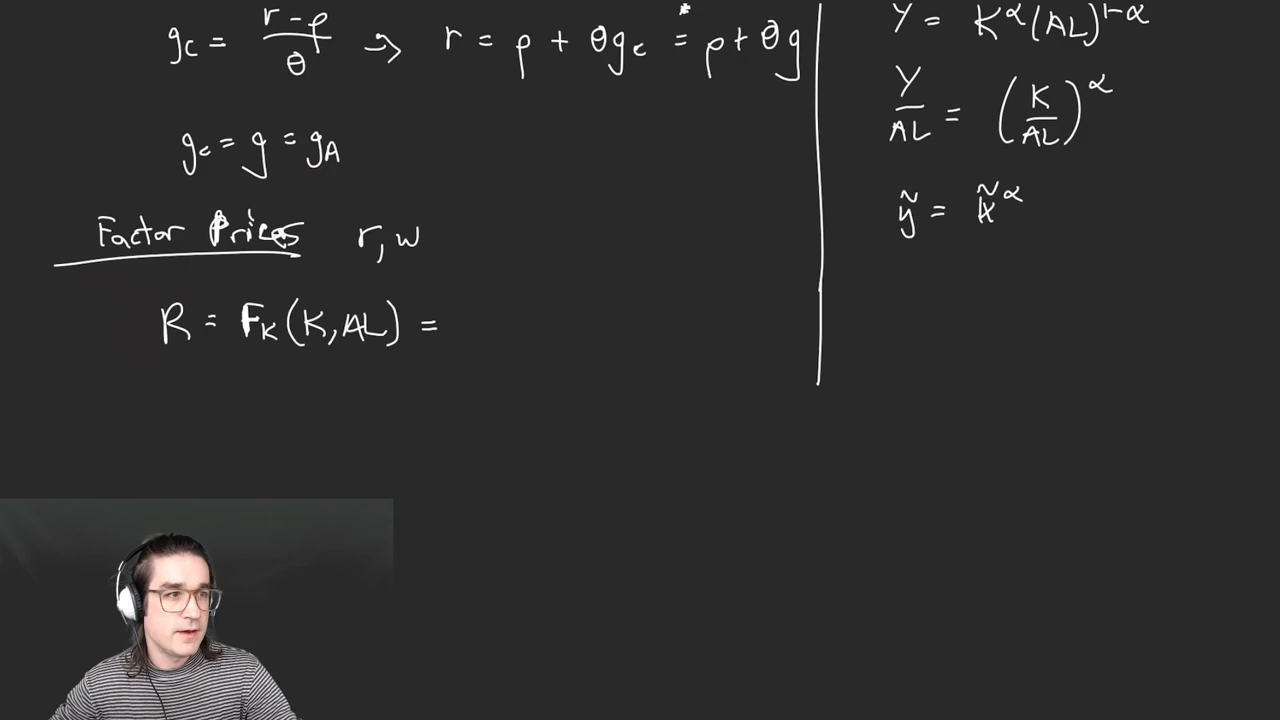 g_C = (r - ρ)/θ → r = ρ + θg_C =* ρ + θg
g_C = g = g_A
Factor Prices r, w
R = F_K(K, AL) =
Y = K^α(AL)^{1-α}
Y/AL = (K/AL)^α
ỹ = k̃^α